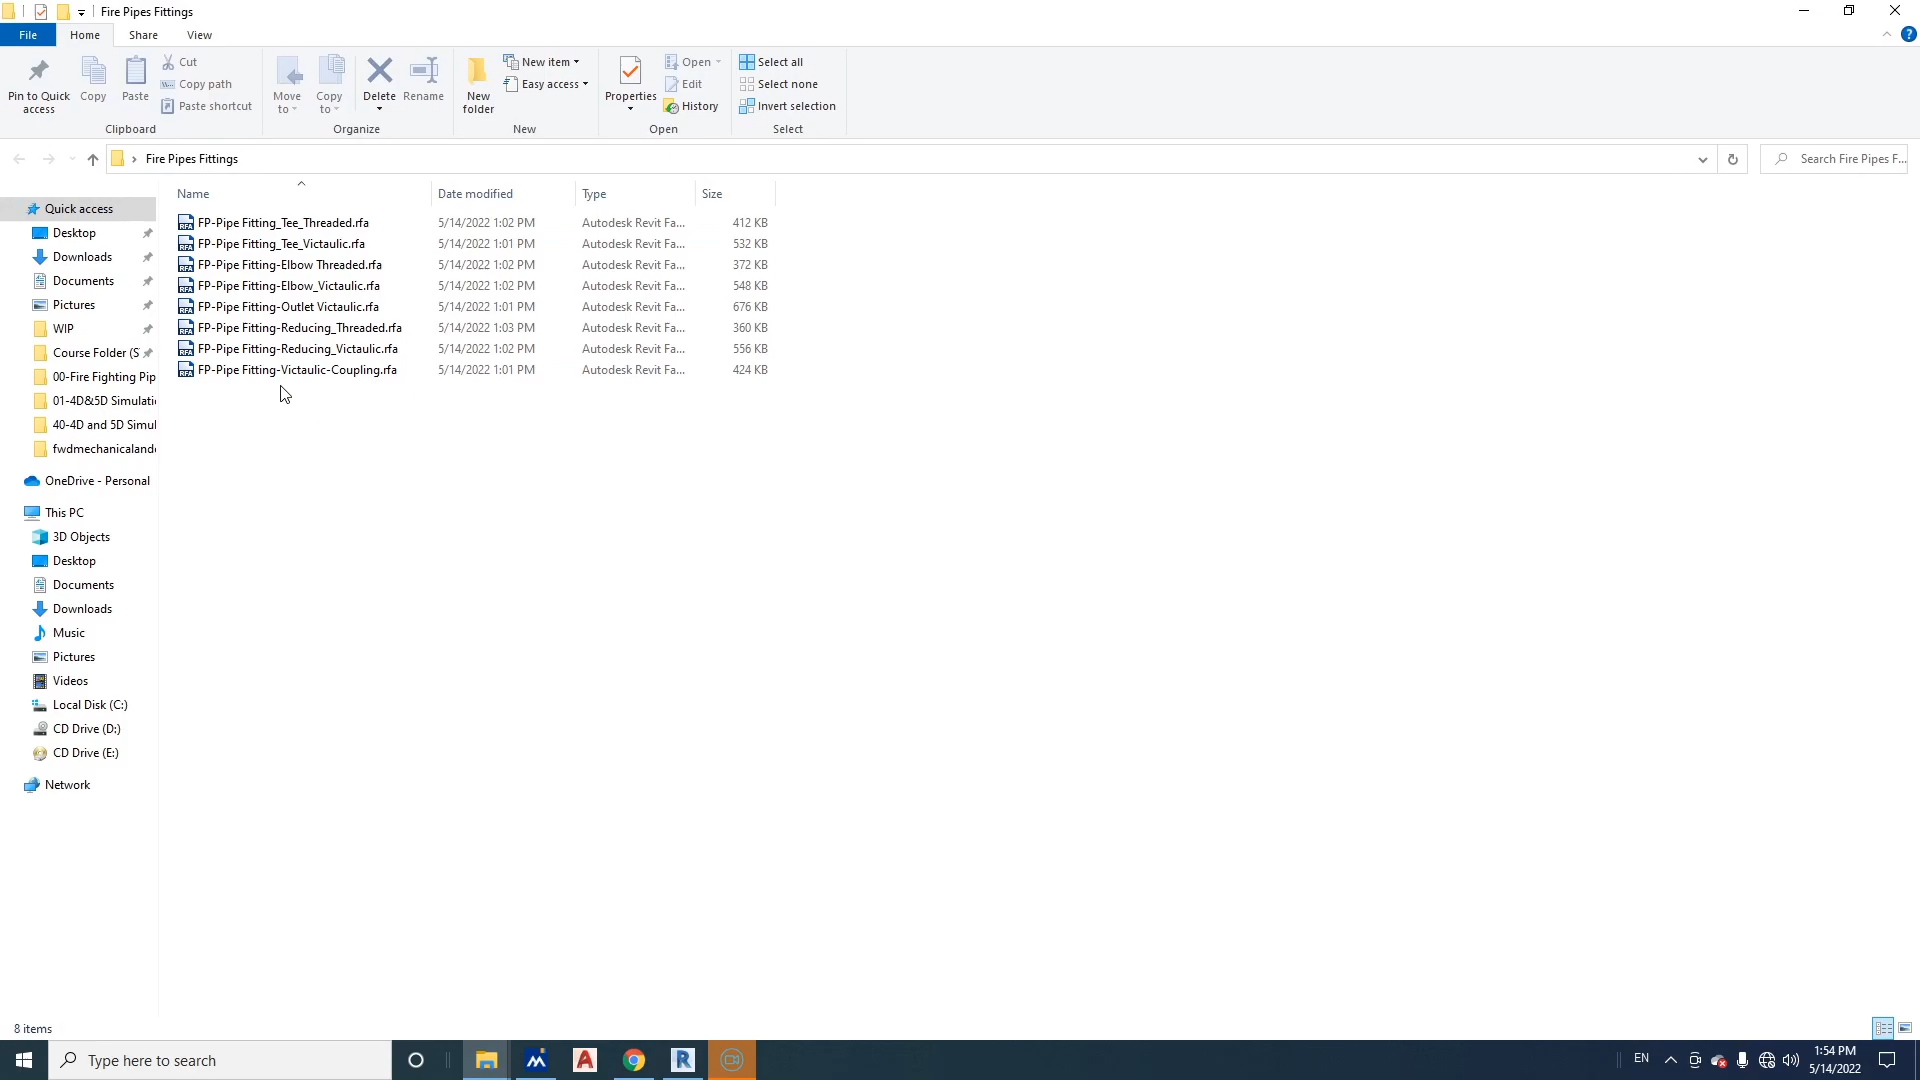 Fire Pipes Fittings
File Home Share View
Pin to Quick access
Copy
Paste
Cut
Copy path
Paste shortcut
Clipboard
Move to
Copy to
Delete
Rename
Organize
New folder
New item
Easy access
New
Properties
Open
Edit
History
Open
Select all
Select none
Invert selection
Select
Fire Pipes Fittings
Search Fire Pipes F...
Name Date modified Type Size
FP-Pipe Fitting_Tee_Threaded.rfa 5/14/2022 1:02 PM Autodesk Revit Fa... 412 KB
FP-Pipe Fitting_Tee_Victaulic.rfa 5/14/2022 1:01 PM Autodesk Revit Fa... 532 KB
FP-Pipe Fitting-Elbow Threaded.rfa 5/14/2022 1:02 PM Autodesk Revit Fa... 372 KB
FP-Pipe Fitting-Elbow_Victaulic.rfa 5/14/2022 1:02 PM Autodesk Revit Fa... 548 KB
FP-Pipe Fitting-Outlet Victaulic.rfa 5/14/2022 1:01 PM Autodesk Revit Fa... 676 KB
FP-Pipe Fitting-Reducing_Threaded.rfa 5/14/2022 1:03 PM Autodesk Revit Fa... 360 KB
FP-Pipe Fitting-Reducing_Victaulic.rfa 5/14/2022 1:02 PM Autodesk Revit Fa... 556 KB
FP-Pipe Fitting-Victaulic-Coupling.rfa 5/14/2022 1:01 PM Autodesk Revit Fa... 424 KB
Quick access
Desktop
Downloads
Documents
Pictures
WIP
Course Folder (S
00-Fire Fighting Pip
01-4D&5D Simulati
40-4D and 5D Simul
fwdmechanicaland
OneDrive - Personal
This PC
3D Objects
Desktop
Documents
Downloads
Music
Pictures
Videos
Local Disk (C:)
CD Drive (D:)
CD Drive (E:)
Network
8 items
Type here to search
EN
1:54 PM
5/14/2022